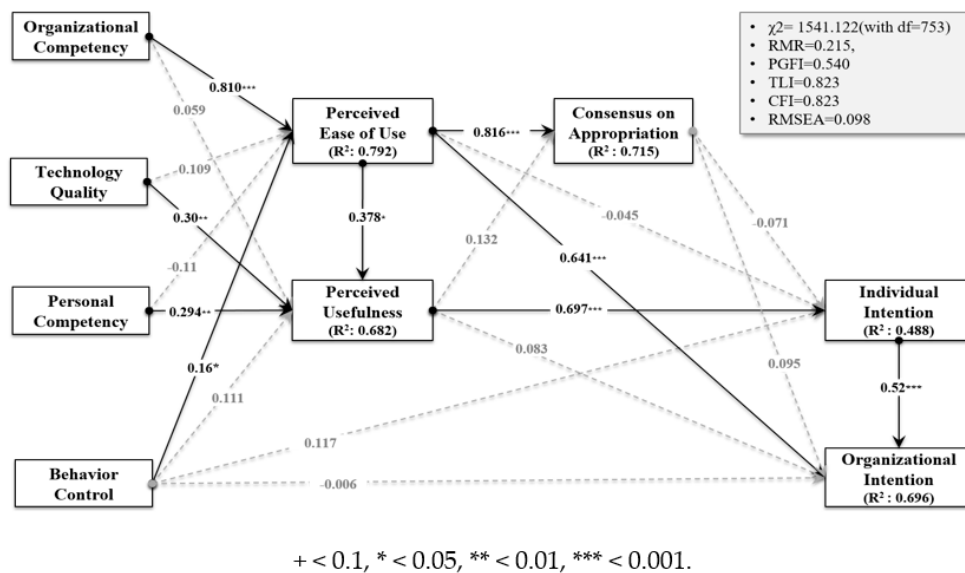 Organizational
Competency
• χ2= 1541.122(with df=753)
• RMR=0.215,
• PGFI=0.540
• TLI=0.823
• CFI=0.823
• RMSEA=0.098
0.810***
0.059
Perceived
Ease of Use
(R²: 0.792)
0.816***
Consensus on
Appropriation
(R² : 0.715)
Technology
Quality
0.109
0.30**
0.378*
0.132
-0.045
-0.071
-0.11
0.641***
Personal
Competency
0.294**
Perceived
Usefulness
(R²: 0.682)
0.697***
Individual
Intention
(R² : 0.488)
0.16*
0.111
0.083
0.095
0.52***
0.117
Behavior
Control
-0.006
Organizational
Intention
(R² : 0.696)
+ < 0.1, * < 0.05, ** < 0.01, *** < 0.001.